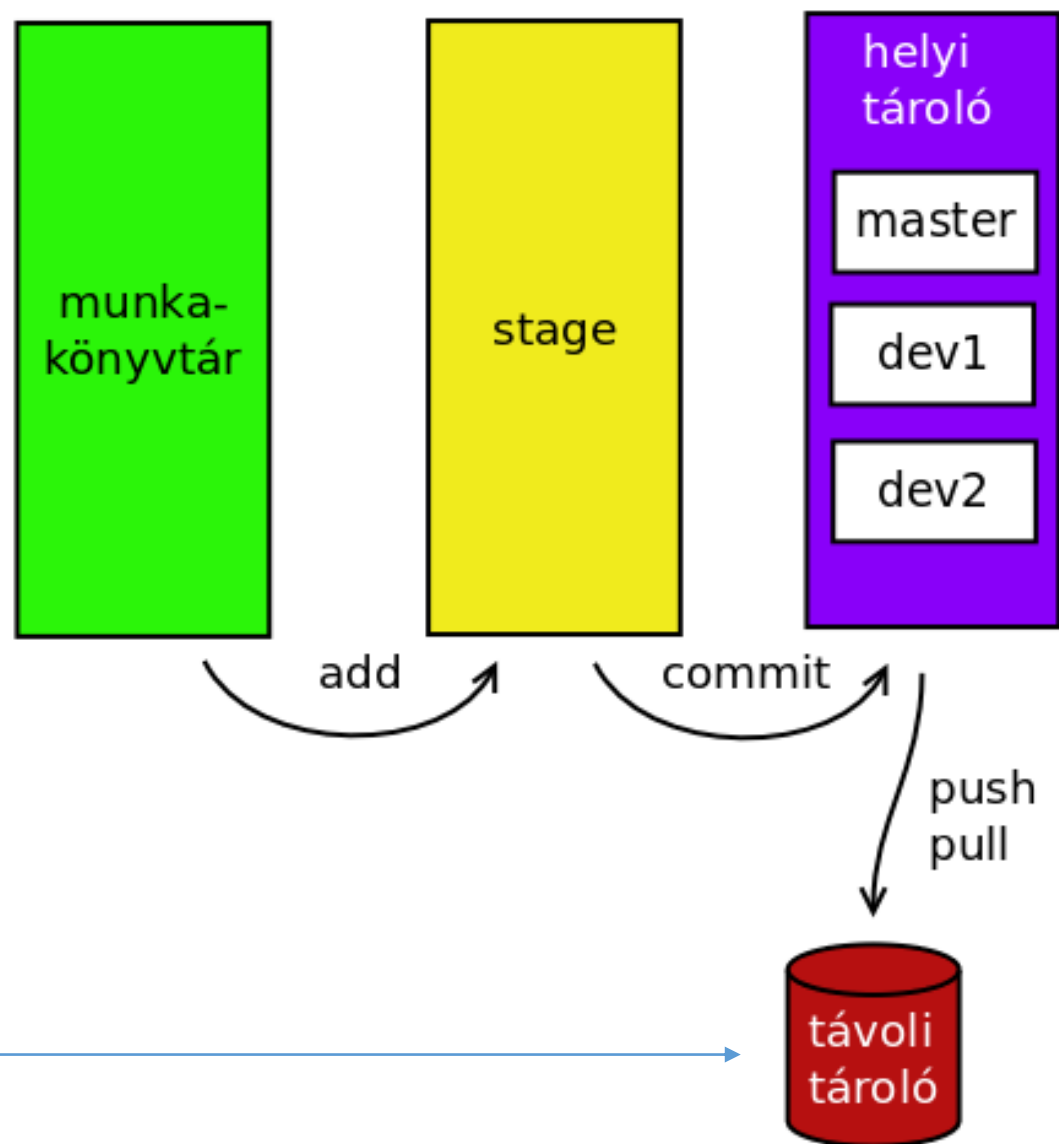 munka-
könyvtár
stage
helyi
tároló
master
dev1
dev2
add
commit
push
pull
távoli
tároló